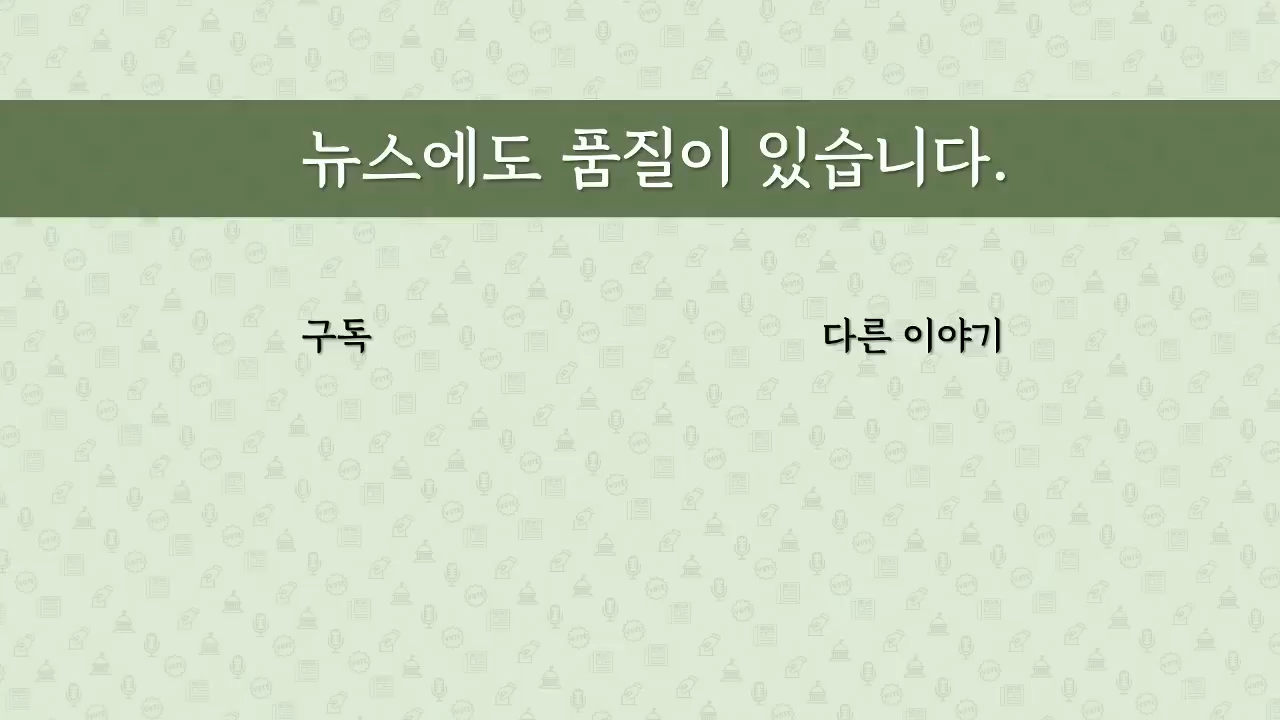 뉴스에도 품질이 있습니다.
구독
다른 이야기